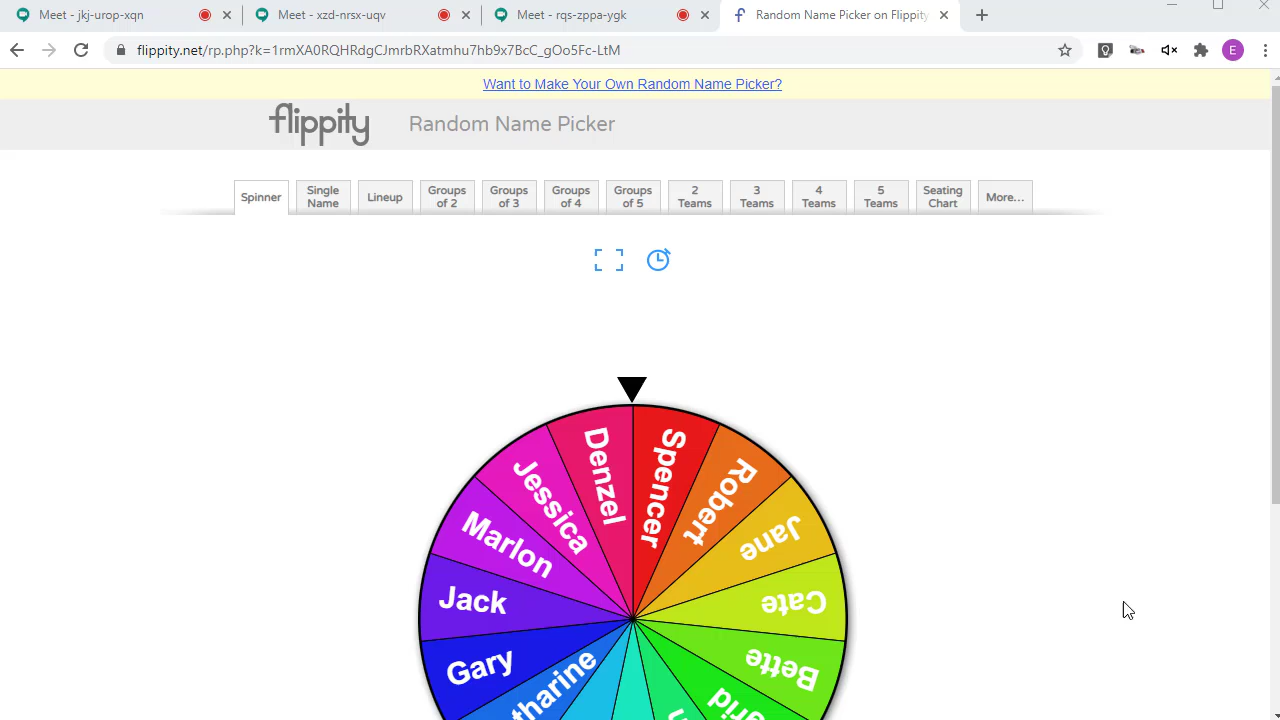 Meet - jkj-urop-xqn
Meet - xzd-nrsx-uqv
Meet - rqs-zppa-ygk
Random Name Picker on Flippity
flippity.net/rp.php?k=1rmXA0RQHRdgCJmrbRXatmhu7hb9x7BcC_gOo5Fc-LtM
E
Want to Make Your Own Random Name Picker?
flippity
Random Name Picker
Spinner
Single Name
Lineup
Groups of 2
Groups of 3
Groups of 4
Groups of 5
2 Teams
3 Teams
4 Teams
5 Teams
Seating Chart
More...
Denzel
Spencer
Robert
Jane
Cate
Bette
Jessica
Marlon
Jack
Gary
tharine
grid